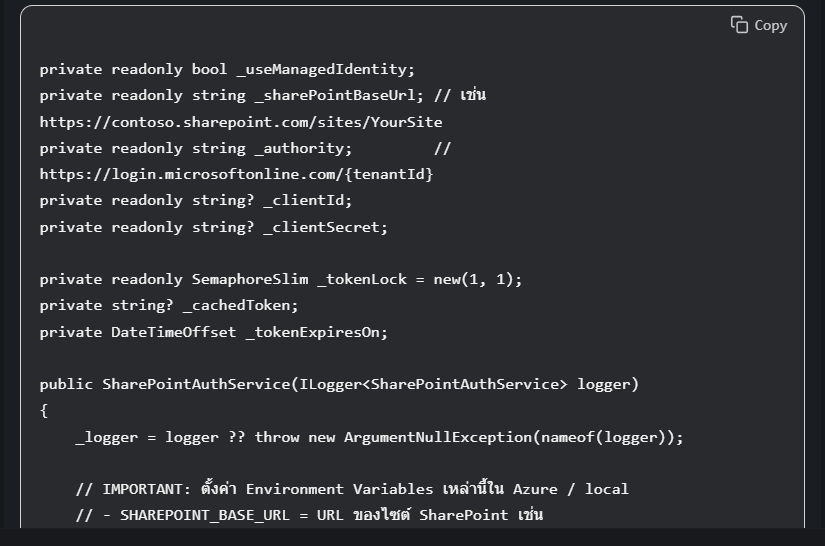 Copy
private readonly bool _useManagedIdentity;
private readonly string _sharePointBaseUrl; // เช่น
https://contoso.sharepoint.com/sites/YourSite
private readonly string _authority;         //
https://login.microsoftonline.com/{tenantId}
private readonly string? _clientId;
private readonly string? _clientSecret;

private readonly SemaphoreSlim _tokenLock = new(1, 1);
private string? _cachedToken;
private DateTimeOffset _tokenExpiresOn;

public SharePointAuthService(ILogger<SharePointAuthService> logger)
{
    _logger = logger ?? throw new ArgumentNullException(nameof(logger));

    // IMPORTANT: ตั้งค่า Environment Variables เหล่านี้ใน Azure / local
    // - SHAREPOINT_BASE_URL = URL ของไซต์ SharePoint เช่น